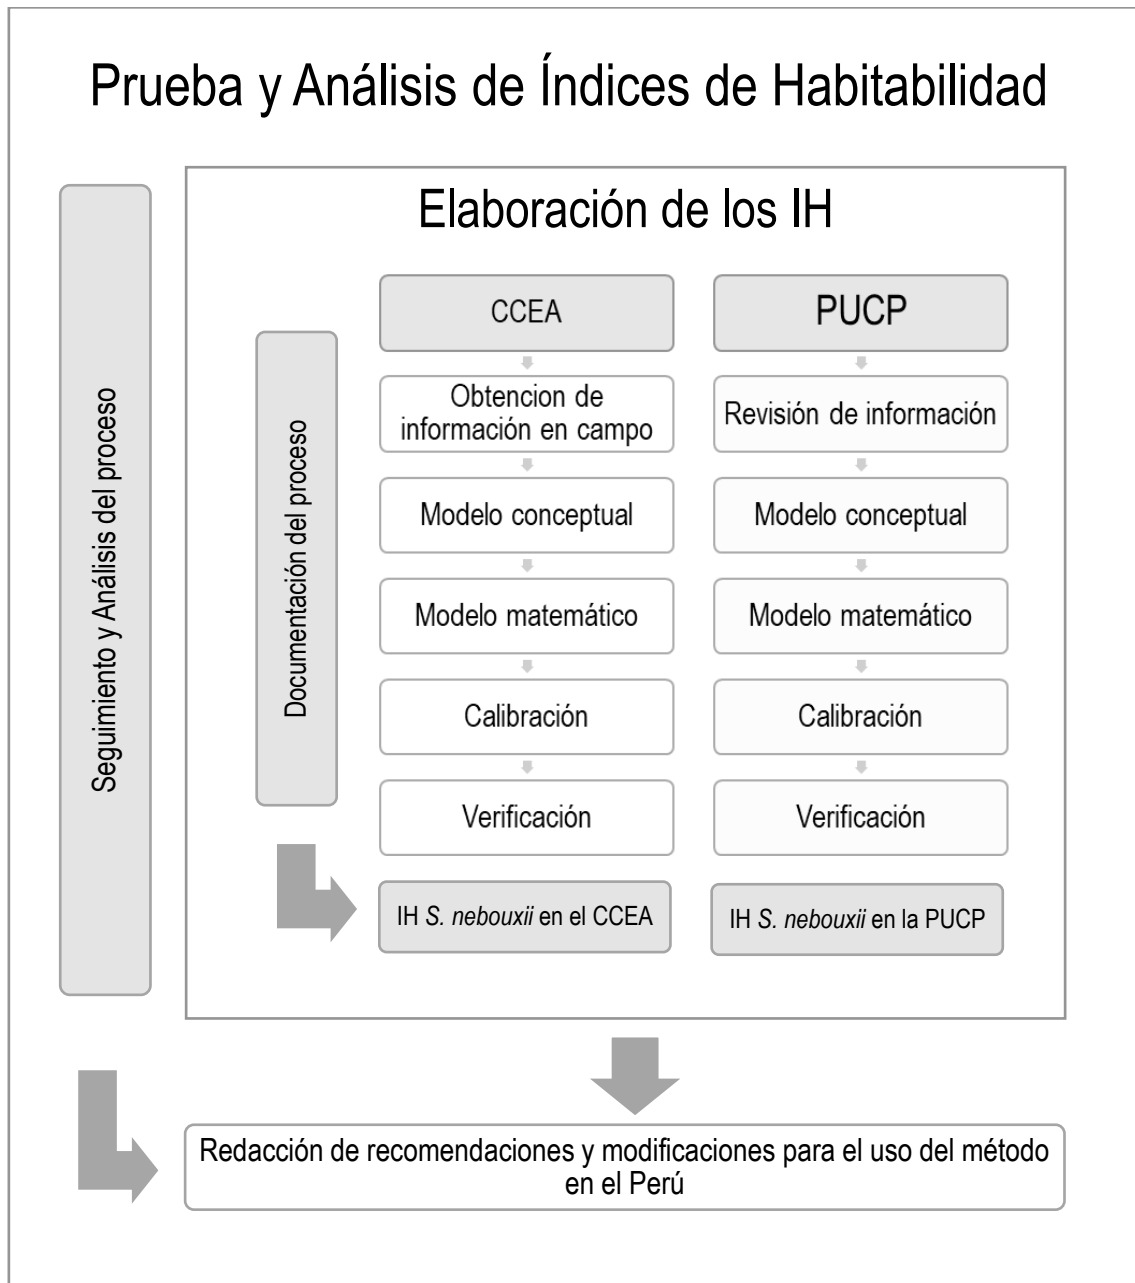 Prueba y Análisis de Índices de Habitabilidad
Seguimiento y Análisis del proceso
Elaboración de los IH
Documentación del proceso
CCEA
Obtencion de
información en campo
Modelo conceptual
Modelo matemático
Calibración
Verificación
IH S. nebouxii en el CCEA
PUCP
Revisión de información
Modelo conceptual
Modelo matemático
Calibración
Verificación
IH S. nebouxii en la PUCP
Redacción de recomendaciones y modificaciones para el uso del método
en el Perú